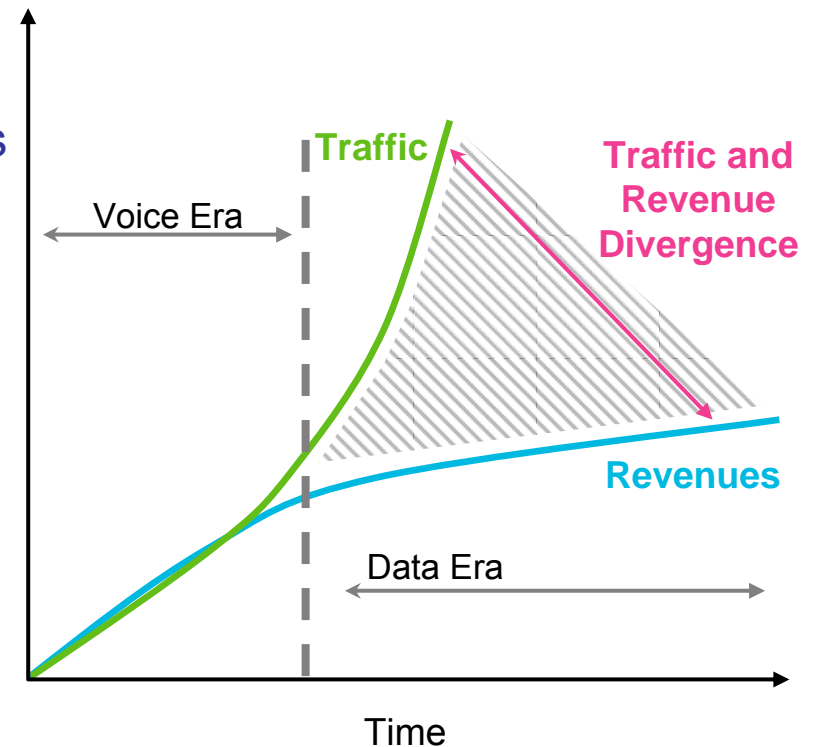 Traffic
Traffic and
Revenue
Divergence
Voice Era
Revenues
Data Era
Time